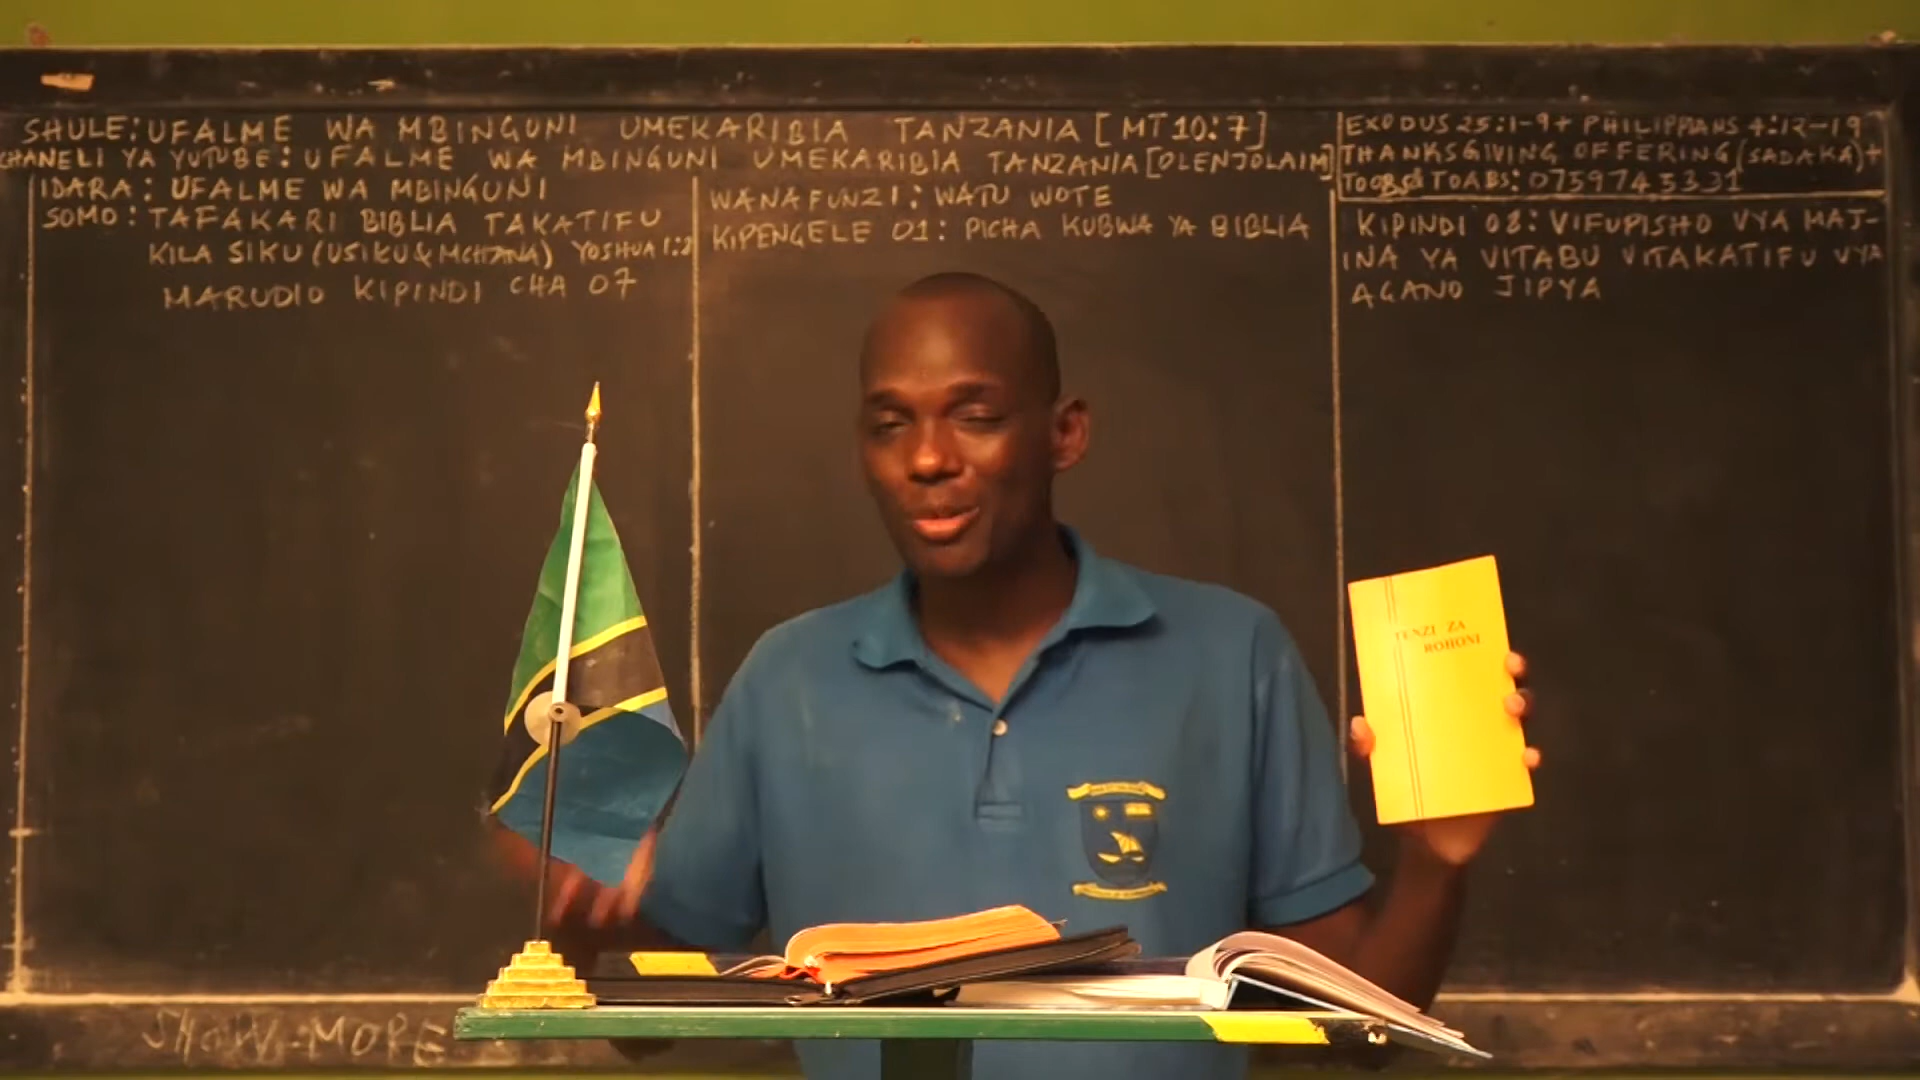 SHULE: UFALME WA MBINGUNI UMEKARIBIA TANZANIA [MT 10:7]
CHANELI YA YUTUBE: UFALME WA MBINGUNI UMEKARIBIA TANZANIA [OLENJOLAIM]
IDARA: UFALME WA MBINGUNI
SOMO: TAFAKARI BIBLIA TAKATIFU
KILA SIKU (USIKU & MCHANA) YOSHUA 1:8
MARUDIO KIPINDI CHA 07
WANAFUNZI: WATU WOTE
KIPENGELE 01: PICHA KUBWA YA BIBLIA
EXODUS 25:1-9 + PHILIPPIANS 4:12-19
THANKSGIVING OFFERING (SADAKA) +
TOABS: 0759745331
KIPINDI 08: VIFUPISHO VYA MAJ-
INA YA VITABU VITAKATIFU VYA
AGANO JIPYA
TENZI ZA
ROHONI
SHOW MORE